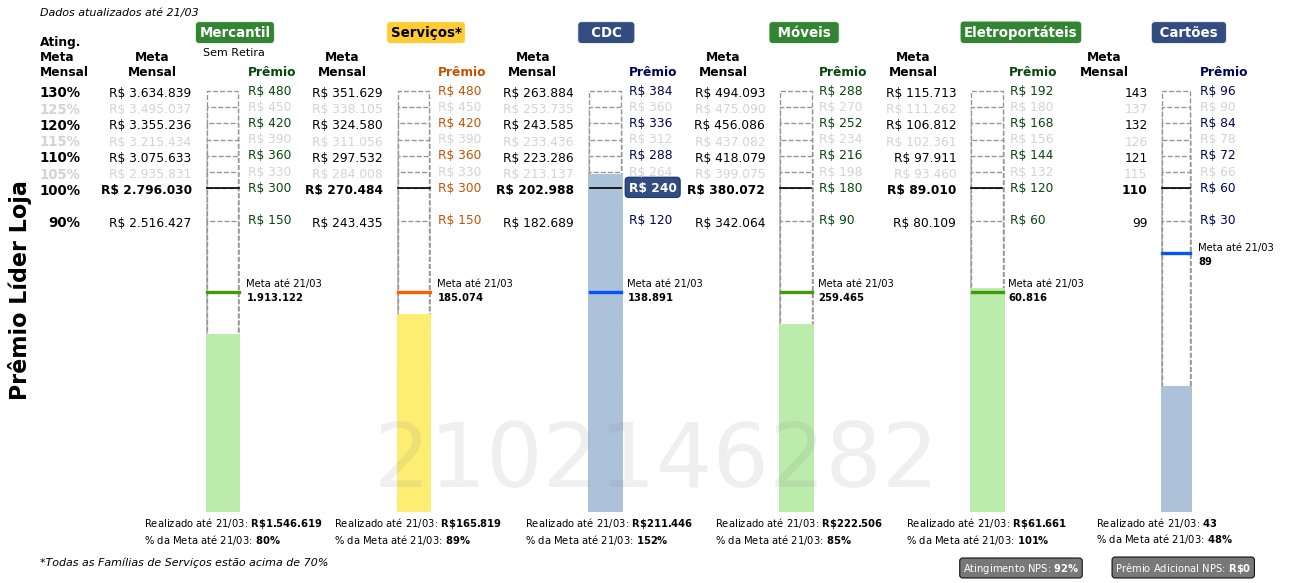 Dados atualizados até 21/03
Mercantil Serviços* CDC Móveis Eletroportáteis Cartões
Sem Retira
Ating. Meta Mensal Meta Mensal Prêmio Meta Mensal Prêmio Meta Mensal Prêmio Meta Mensal Prêmio Meta Mensal Prêmio Meta Mensal Prêmio
130% R$ 3.634.839 R$ 480 R$ 351.629 R$ 480 R$ 263.884 R$ 384 R$ 494.093 R$ 288 R$ 115.713 R$ 192 143 R$ 96
125% R$ 3.495.037 R$ 450 R$ 338.105 R$ 450 R$ 253.735 R$ 360 R$ 475.090 R$ 270 R$ 111.262 R$ 180 137 R$ 90
120% R$ 3.355.236 R$ 420 R$ 324.580 R$ 420 R$ 243.585 R$ 336 R$ 456.086 R$ 252 R$ 106.812 R$ 168 132 R$ 84
115% R$ 3.215.434 R$ 390 R$ 311.056 R$ 390 R$ 233.436 R$ 312 R$ 437.082 R$ 234 R$ 102.361 R$ 156 126 R$ 78
110% R$ 3.075.633 R$ 360 R$ 297.532 R$ 360 R$ 223.286 R$ 288 R$ 418.079 R$ 216 R$ 97.911 R$ 144 121 R$ 72
105% R$ 2.935.831 R$ 330 R$ 284.008 R$ 330 R$ 213.137 R$ 264 R$ 399.075 R$ 198 R$ 93.460 R$ 132 115 R$ 66
100% R$ 2.796.030 R$ 300 R$ 270.484 R$ 300 R$ 202.988 R$ 240 R$ 380.072 R$ 180 R$ 89.010 R$ 120 110 R$ 60
90% R$ 2.516.427 R$ 150 R$ 243.435 R$ 150 R$ 182.689 R$ 120 R$ 342.064 R$ 90 R$ 80.109 R$ 60 99 R$ 30
Prêmio Líder Loja
Meta até 21/03
89
Meta até 21/03 Meta até 21/03 Meta até 21/03 Meta até 21/03 Meta até 21/03
1.913.122 185.074 138.891 259.465 60.816
2102146282
Realizado até 21/03: R$1.546.619 Realizado até 21/03: R$165.819 Realizado até 21/03: R$211.446 Realizado até 21/03: R$222.506 Realizado até 21/03: R$61.661 Realizado até 21/03: 43
% da Meta até 21/03: 80% % da Meta até 21/03: 89% % da Meta até 21/03: 152% % da Meta até 21/03: 85% % da Meta até 21/03: 101% % da Meta até 21/03: 48%
*Todas as Famílias de Serviços estão acima de 70% Atingimento NPS: 92% Prêmio Adicional NPS: R$0